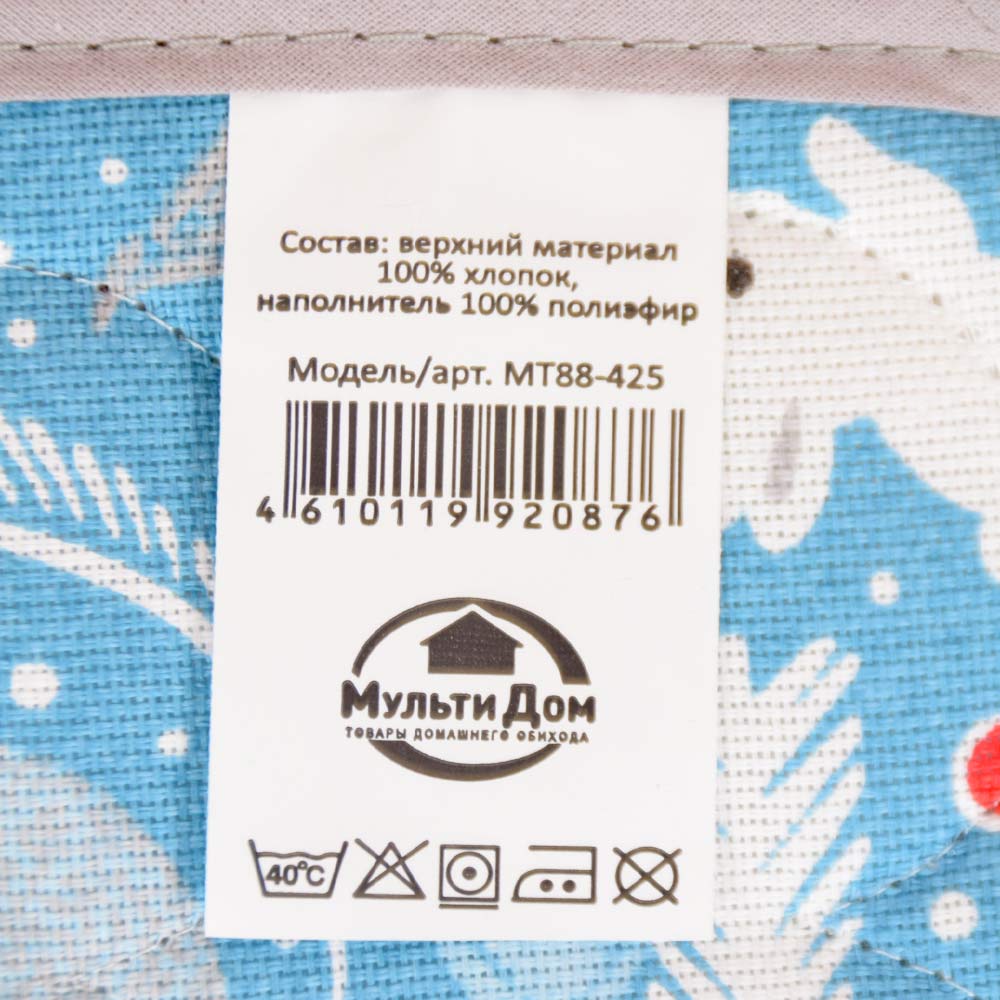 Состав: верхний материал
100% хлопок,
наполнитель 100% полиэфир
Модель/арт. МТ88-425
4 610119 920876
МультиДом
ТОВАРЫ ДОМАШНЕГО ОБИХОДА
40°C